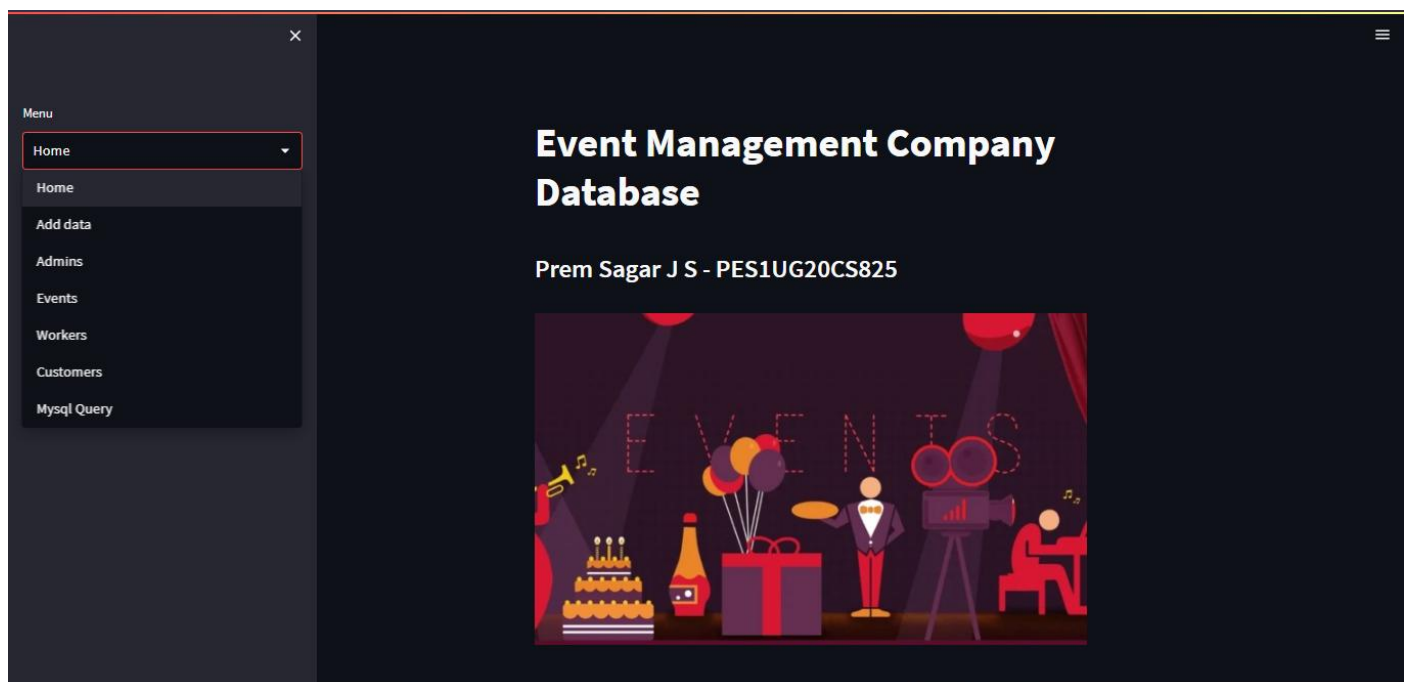 Menu
Home
Home
Add data
Admins
Events
Workers
Customers
Mysql Query
Event Management Company
Database
Prem Sagar J S - PES1UG20CS825
EVENTS